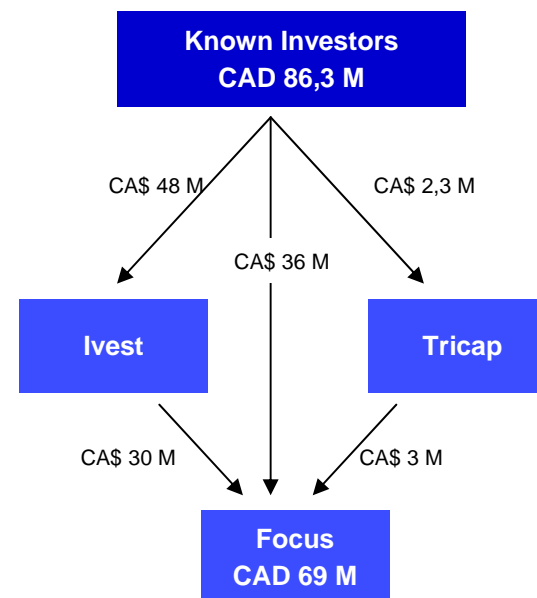 Known Investors
CAD 86,3 M
CA$ 48 M
CA$ 2,3 M
CA$ 36 M
Ivest
Tricap
CA$ 30 M
CA$ 3 M
Focus
CAD 69 M